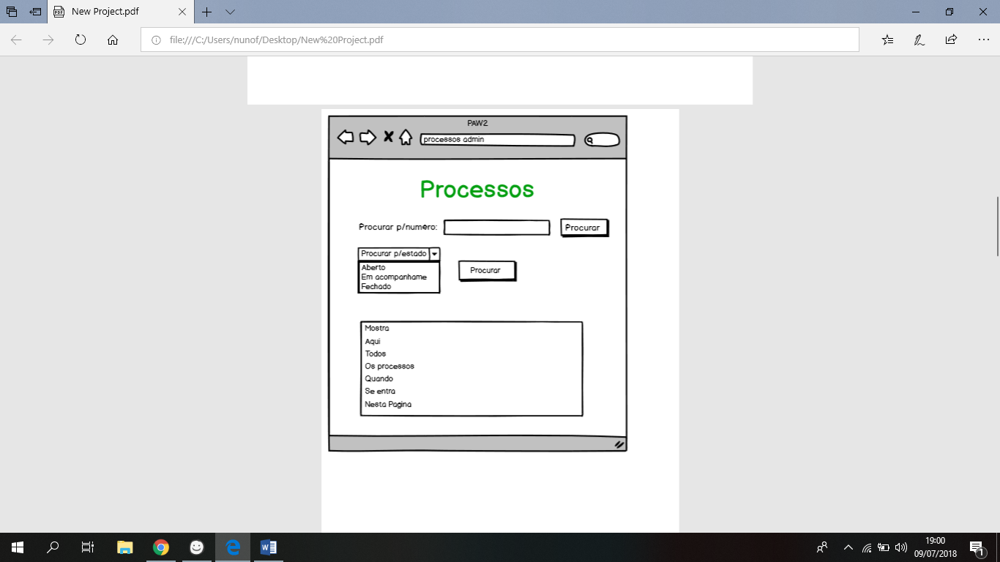 New Project.pdf
file:///C:/Users/nunof/Desktop/New%20Project.pdf
PAW2
processos admin
Processos
Procurar p/numero:
Procurar
Procurar p/estado
Aberto
Em acompanhame
Fechado
Procurar
Mostra
Aqui
Todos
Os processos
Quando
Se entra
Nesta Pagina
19:00
09/07/2018
1